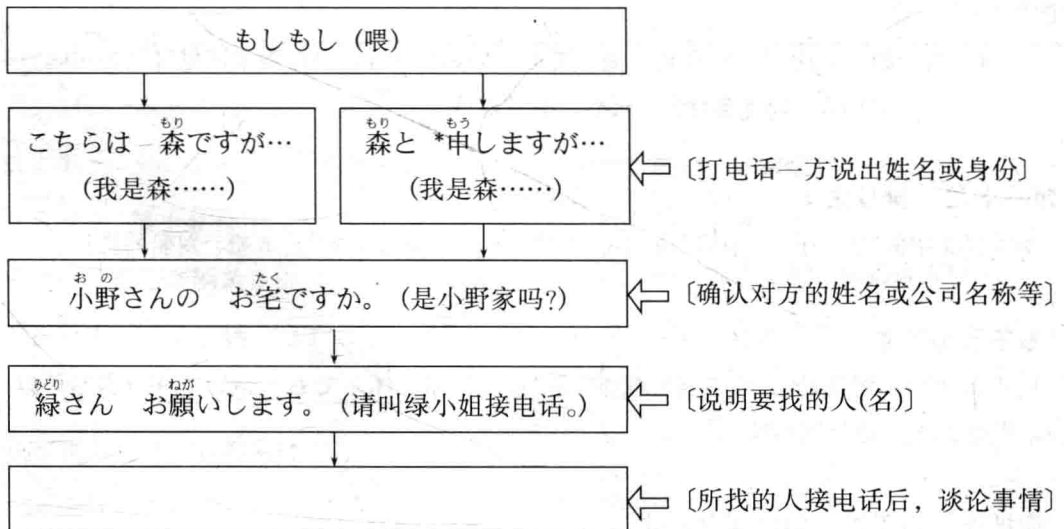 もしもし (喂)
こちらは 森ですが…
(我是森……)
森と *申しますが…
(我是森……)
〔打电话一方说出姓名或身份〕
小野さんの お宅ですか。(是小野家吗?)
〔确认对方的姓名或公司名称等〕
緑さん お願いします。(请叫绿小姐接电话。)
〔说明要找的人(名)〕
〔所找的人接电话后，谈论事情〕